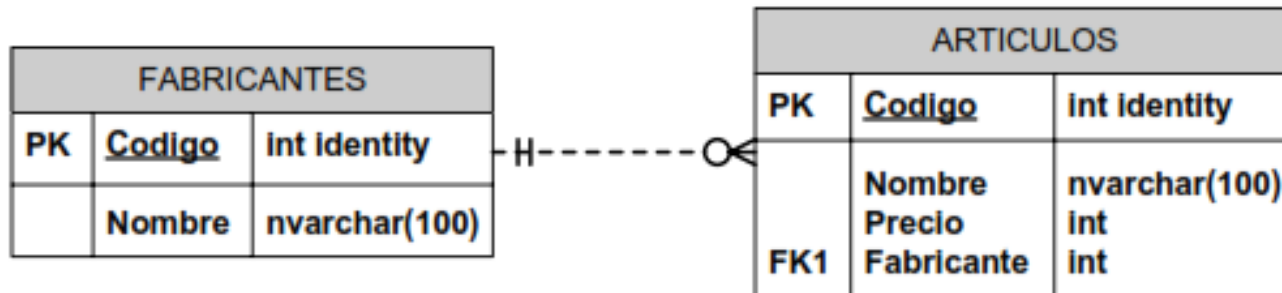 FABRICANTES
PK Codigo int identity
Nombre nvarchar(100)
ARTICULOS
PK Codigo int identity
Nombre nvarchar(100)
Precio int
FK1 Fabricante int